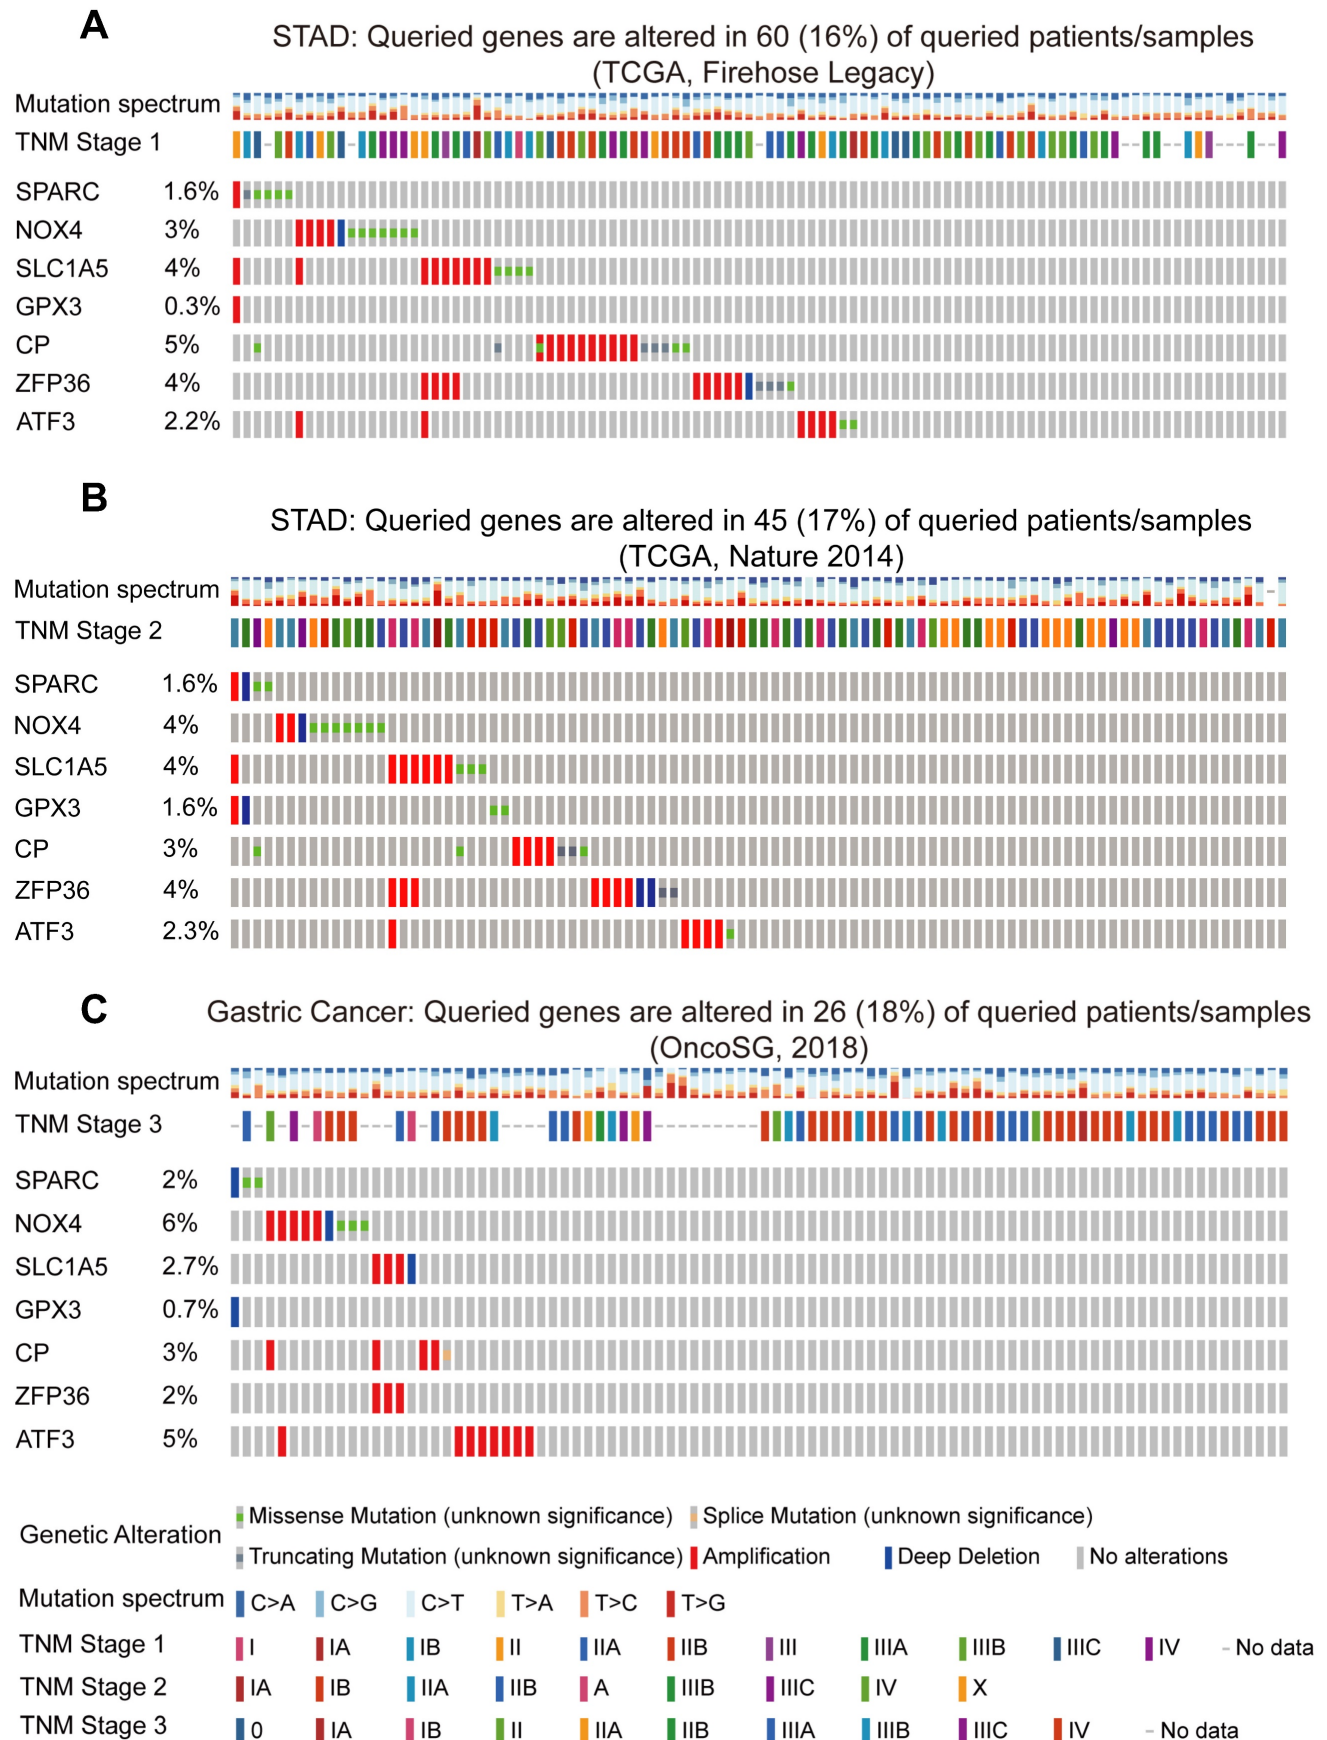 A
STAD: Queried genes are altered in 60 (16%) of queried patients/samples
(TCGA, Firehose Legacy)
Mutation spectrum
TNM Stage 1
SPARC 1.6%
NOX4 3%
SLC1A5 4%
GPX3 0.3%
CP 5%
ZFP36 4%
ATF3 2.2%
B
STAD: Queried genes are altered in 45 (17%) of queried patients/samples
(TCGA, Nature 2014)
Mutation spectrum
TNM Stage 2
SPARC 1.6%
NOX4 4%
SLC1A5 4%
GPX3 1.6%
CP 3%
ZFP36 4%
ATF3 2.3%
C
Gastric Cancer: Queried genes are altered in 26 (18%) of queried patients/samples
(OncoSG, 2018)
Mutation spectrum
TNM Stage 3
SPARC 2%
NOX4 6%
SLC1A5 2.7%
GPX3 0.7%
CP 3%
ZFP36 2%
ATF3 5%
Genetic Alteration
Missense Mutation (unknown significance) Splice Mutation (unknown significance)
Truncating Mutation (unknown significance) Amplification Deep Deletion No alterations
Mutation spectrum C>A C>G C>T T>A T>C T>G
TNM Stage 1 I IA IB II IIA IIB III IIIA IIIB IIIC IV - No data
TNM Stage 2 IA IB IIA IIB A IIIB IIIC IV X
TNM Stage 3 0 IA IB II IIA IIB IIIA IIIB IIIC IV - No data